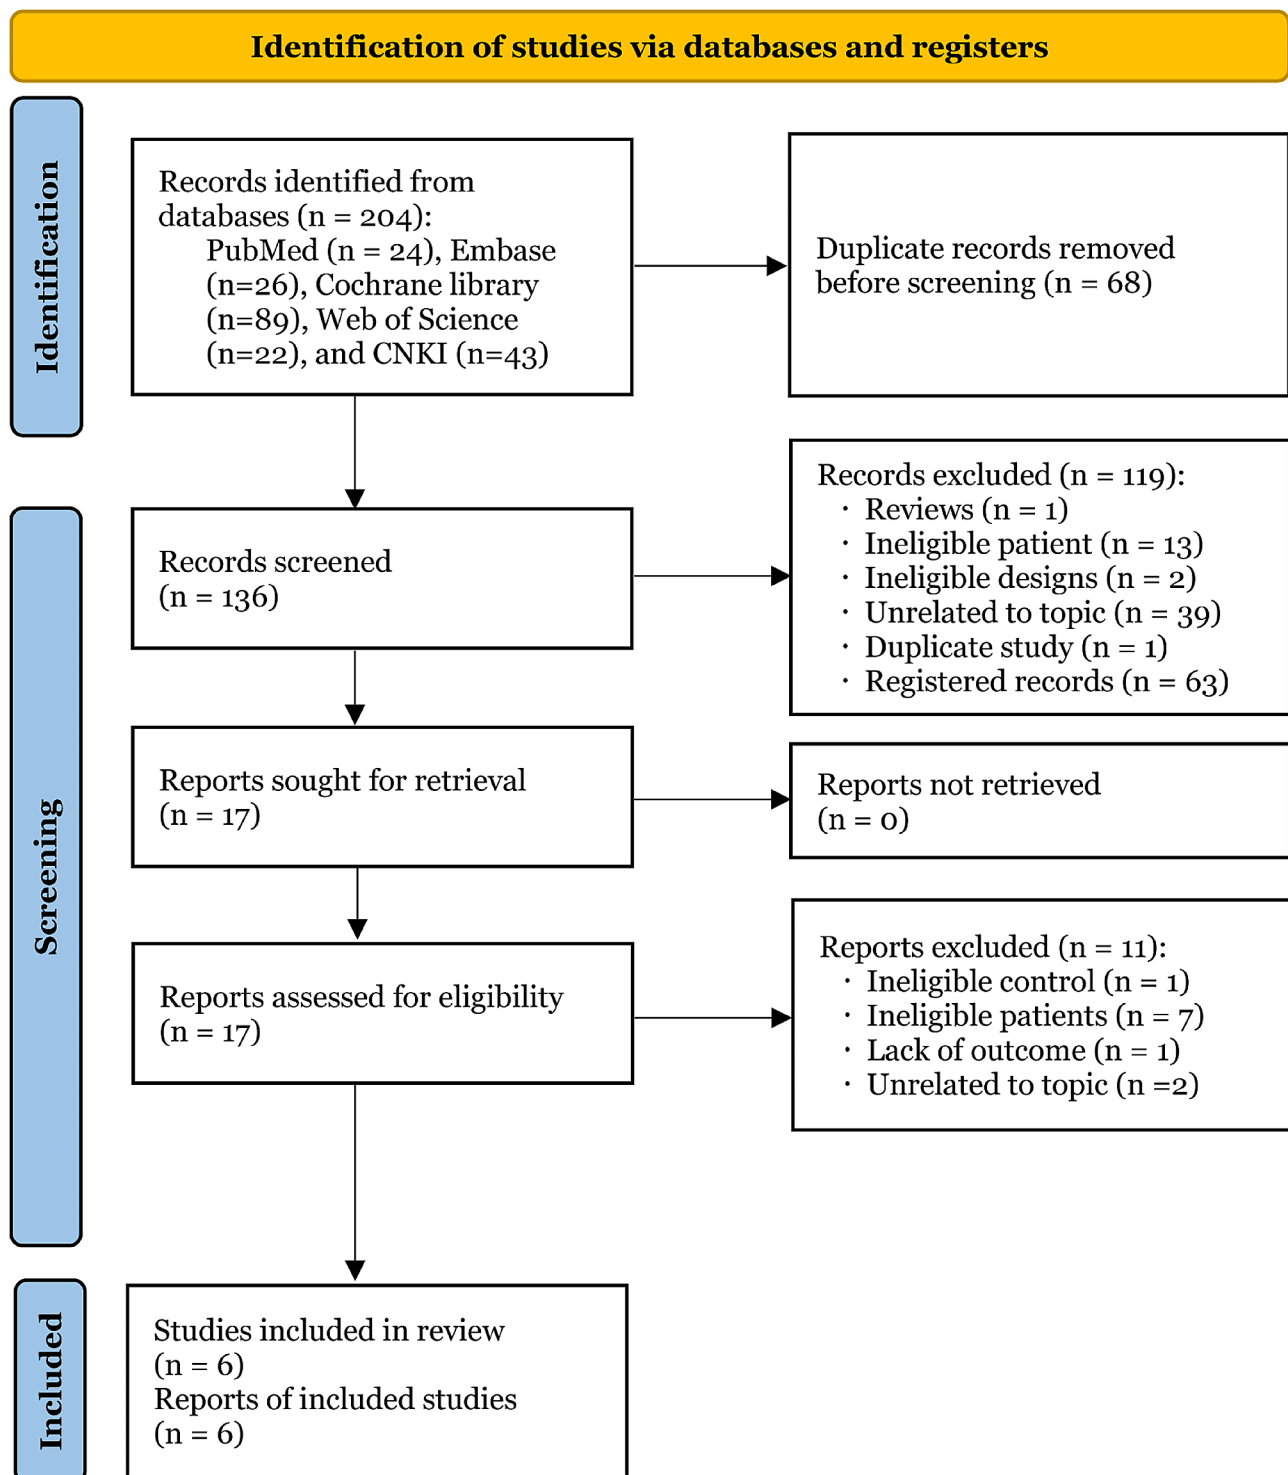 Identification of studies via databases and registers
Identification
Records identified from
databases (n = 204):
PubMed (n = 24), Embase
(n=26), Cochrane library
(n=89), Web of Science
(n=22), and CNKI (n=43)
Duplicate records removed
before screening (n = 68)
Screening
Records screened
(n = 136)
Records excluded (n = 119):
· Reviews (n = 1)
· Ineligible patient (n = 13)
· Ineligible designs (n = 2)
· Unrelated to topic (n = 39)
· Duplicate study (n = 1)
· Registered records (n = 63)
Reports sought for retrieval
(n = 17)
Reports not retrieved
(n = 0)
Reports assessed for eligibility
(n = 17)
Reports excluded (n = 11):
· Ineligible control (n = 1)
· Ineligible patients (n = 7)
· Lack of outcome (n = 1)
· Unrelated to topic (n =2)
Included
Studies included in review
(n = 6)
Reports of included studies
(n = 6)